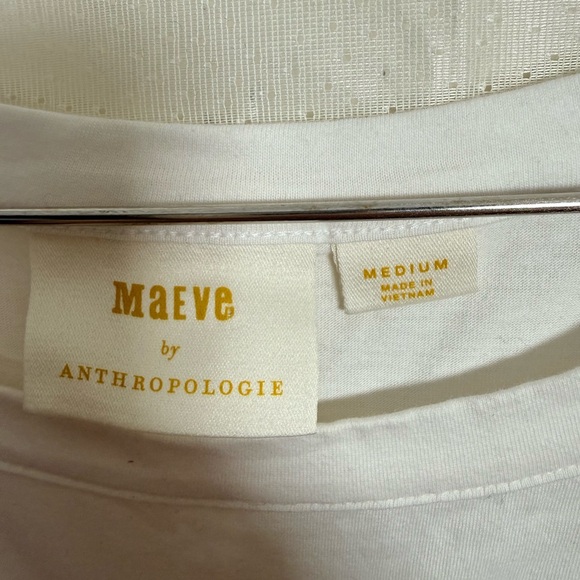 MaEve
by
ANTHROPOLOGIE
MEDIUM
MADE IN
VIETNAM